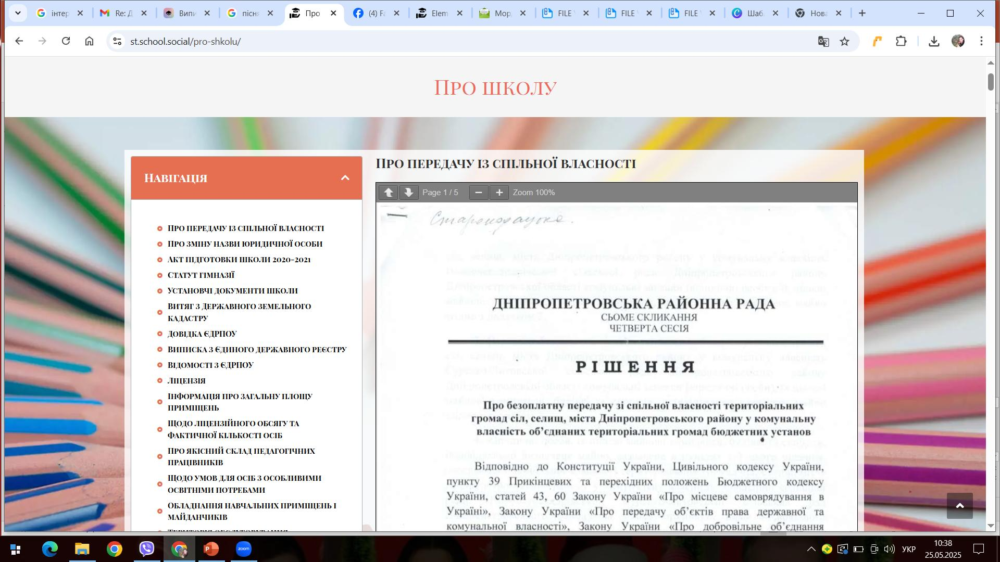 інтер
Re: Д
Випи
пісня
Про
(4) Fa
Elem
Мор,
FILE
FILE
FILE
Шаб
Нова
st.school.social/pro-shkolu/
Про школу
Навігація
Про передачу із спільної власності
Про зміну назви юридичної особи
Акт підготовки школи 2020-2021
Статут гімназії
Установчі документи школи
Витяг з Державного земельного
кадастру
Довідка ЄДРПОУ
Виписка з Єдиного державного реєстру
Відомості з ЄДРПОУ
Ліцензія
Інформація про загальну площу
приміщень
Щодо ліцензійного обсягу та
фактичної кількості осіб
Про якісний склад педагогічних
працівників
Щодо умов для осіб з особливими
освітніми потребами
Обладнання навчальних приміщень і
майданчиків
Територія обслуговування
Про передачу із спільної власності
Page 1 / 5
Zoom 100%
ДНІПРОПЕТРОВСЬКА РАЙОННА РАДА
СЬОМЕ СКЛИКАННЯ
ЧЕТВЕРТА СЕСІЯ
РІШЕННЯ
Про безоплатну передачу зі спільної власності територіальних
громад сіл, селищ, міста Дніпропетровського району у комунальну
власність об’єднаних територіальних громад бюджетних установ
Відповідно до Конституції України, Цивільного кодексу України,
пункту 39 Прикінцевих та перехідних положень Бюджетного кодексу
України, статей 43, 60 Закону України «Про місцеве самоврядування в
Україні», Закону України «Про передачу об’єктів права державної та
комунальної власності», Закону України «Про добровільне об’єднання
zoom
УКР
10:38
25.05.2025